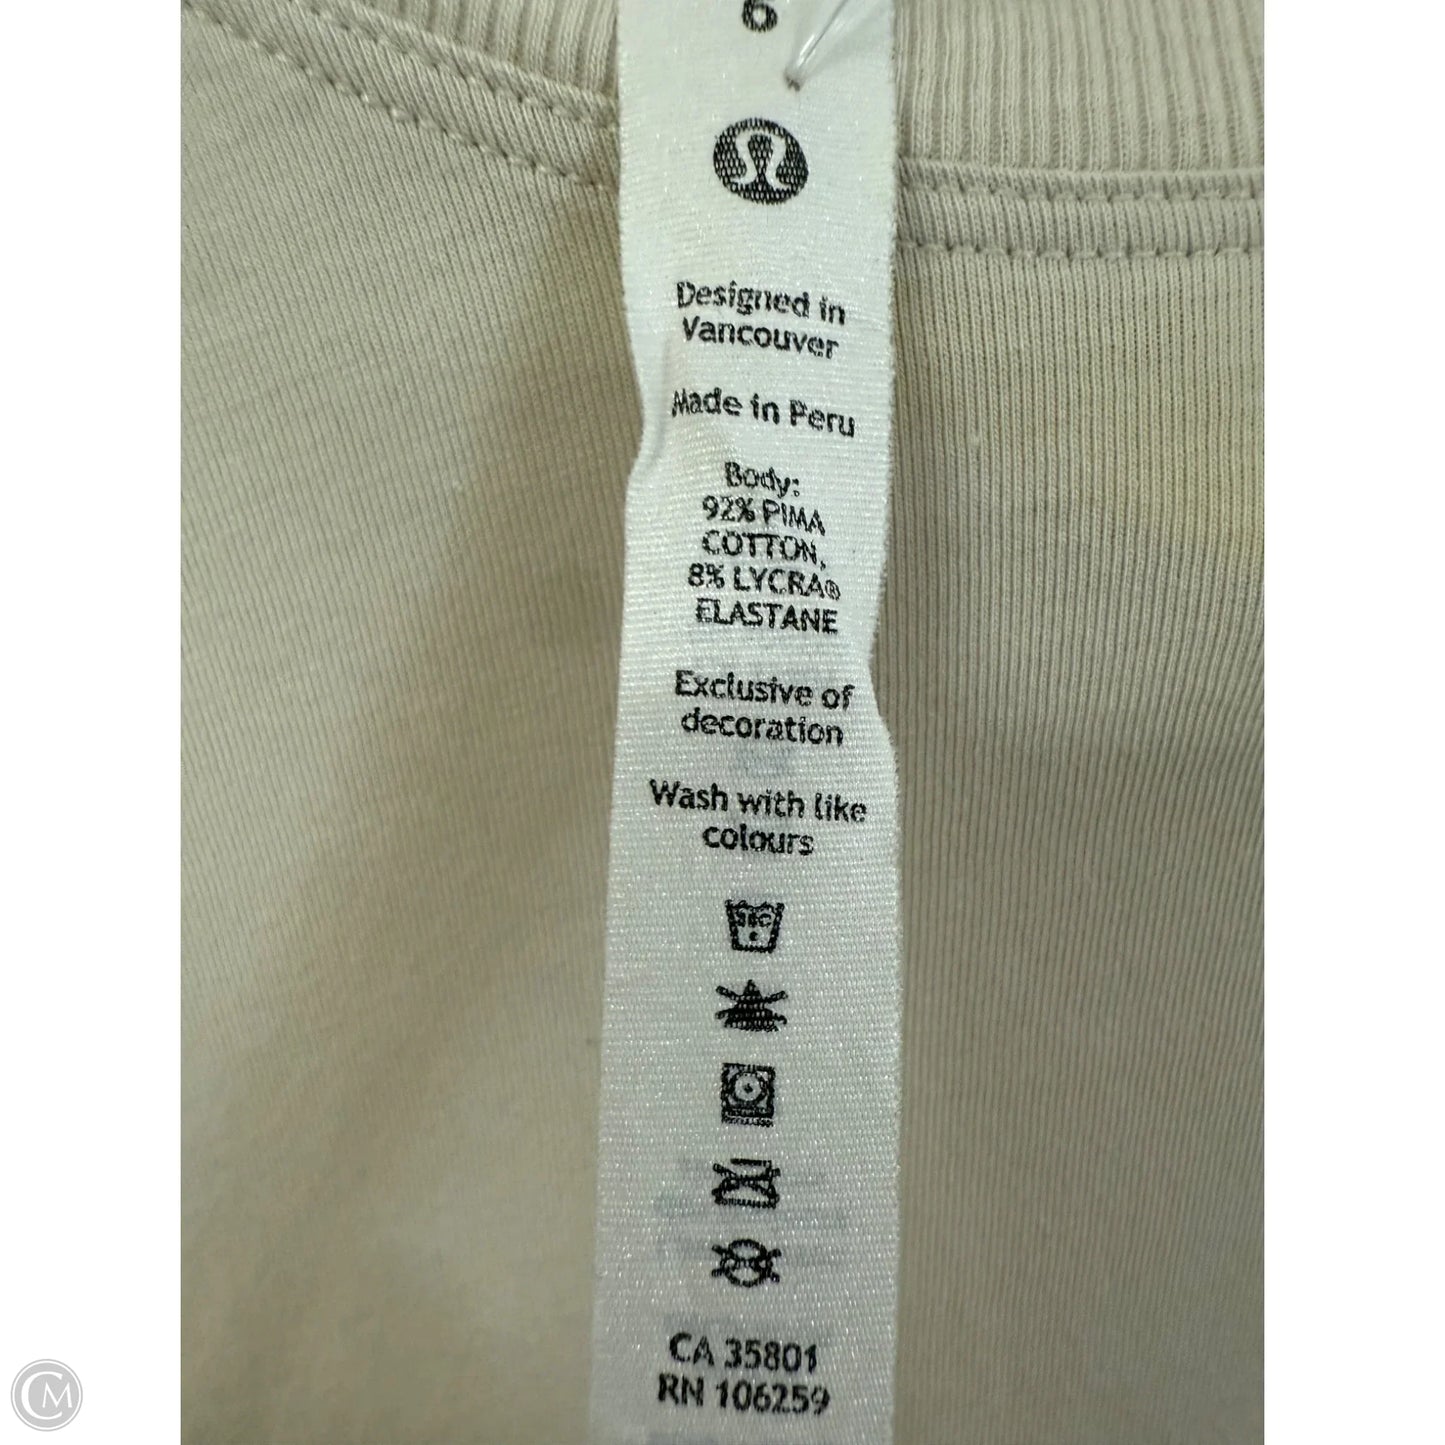 6
Designed in
Vancouver
Made in Peru
Body:
92% PIMA
COTTON,
8% LYCRA®
ELASTANE
Exclusive of
decoration
Wash with like
colours
CA 35801
RN 106259
CM